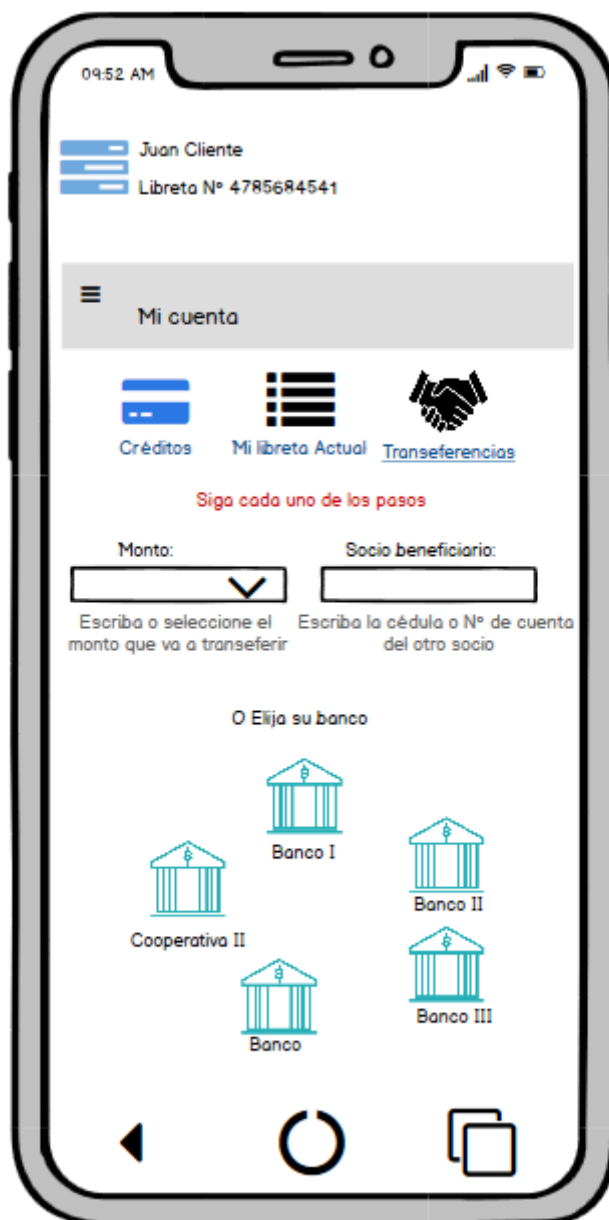 09:52 AM
Juan Cliente
Libreta Nº 4785684541
Mi cuenta
Créditos
Mi libreta Actual
Transeferencias
Siga cada uno de los pasos
Monto:
Socio beneficiario:
Escriba o seleccione el
monto que va a transeferir
Escriba la cédula o Nº de cuenta
del otro socio
O Elija su banco
Banco I
Banco II
Cooperativa II
Banco III
Banco